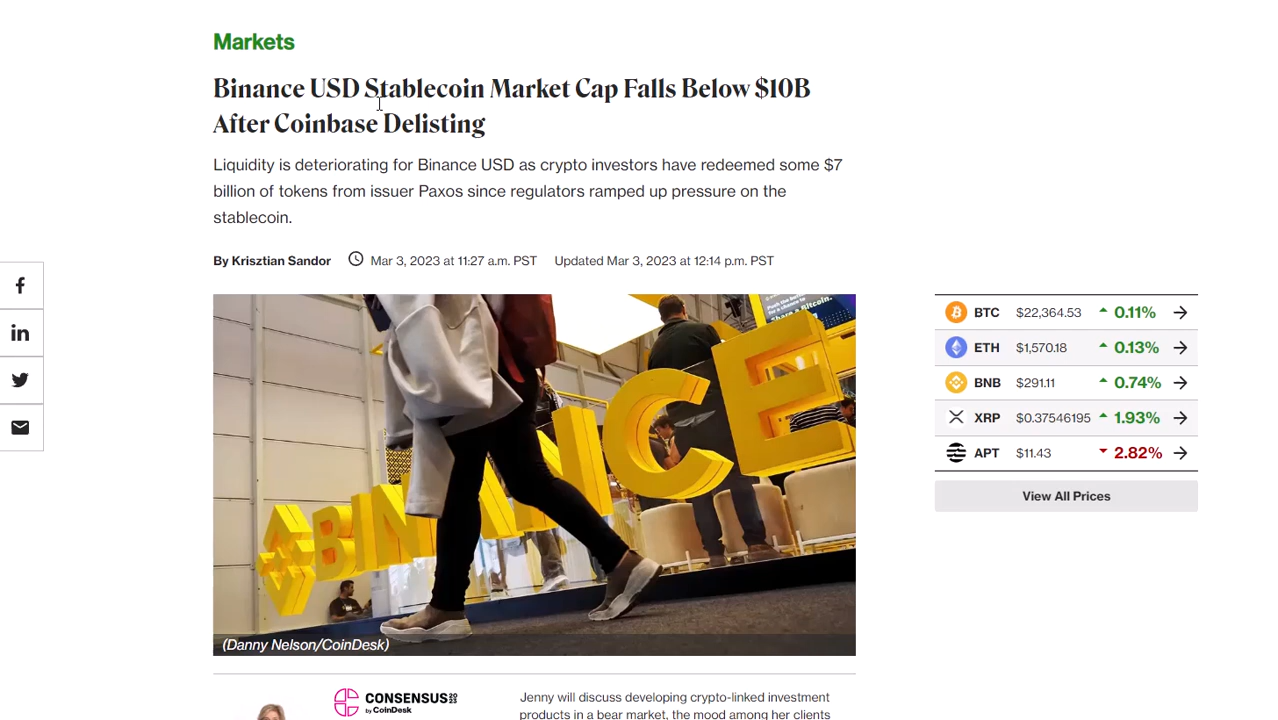 Markets
Binance USD Stablecoin Market Cap Falls Below $10B
After Coinbase Delisting
Liquidity is deteriorating for Binance USD as crypto investors have redeemed some $7
billion of tokens from issuer Paxos since regulators ramped up pressure on the
stablecoin.
By Krisztian Sandor Mar 3, 2023 at 11:27 a.m. PST Updated Mar 3, 2023 at 12:14 p.m. PST
BINANCE
(Danny Nelson/CoinDesk)
BTC $22,364.53 0.11%
ETH $1,570.18 0.13%
BNB $291.11 0.74%
XRP $0.37546195 1.93%
APT $11.43 2.82%
View All Prices
CONSENSUS
by CoinDesk
Jenny will discuss developing crypto-linked investment
products in a bear market, the mood among her clients